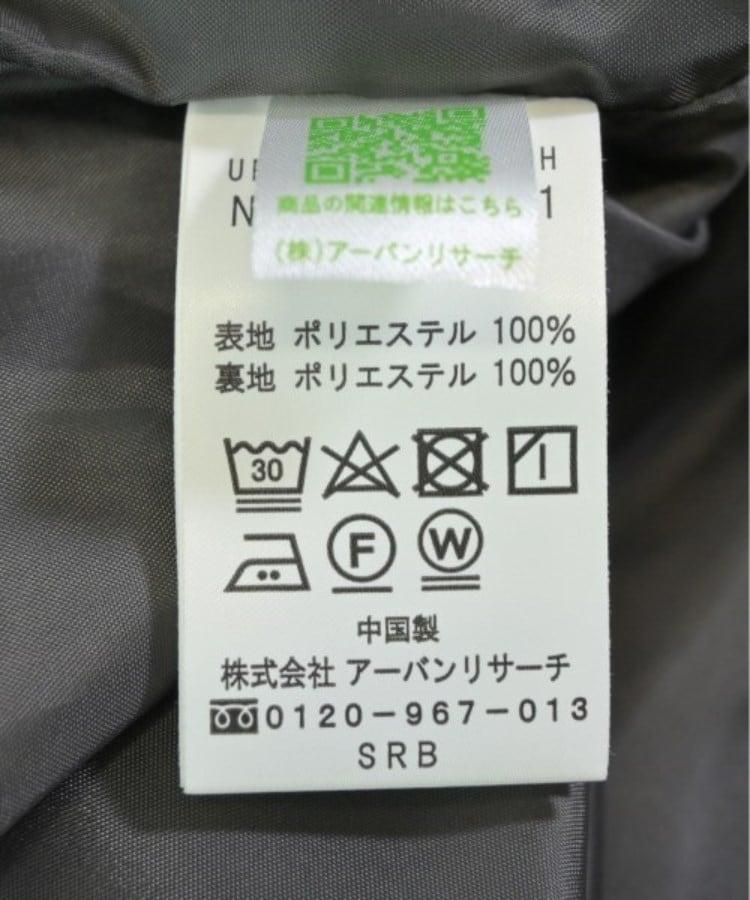 商品の関連情報はこちら
(株)アーバンリサーチ
表地 ポリエステル 100%
裏地 ポリエステル 100%
30
F W
中国製
株式会社 アーバンリサーチ
0120-967-013
SRB